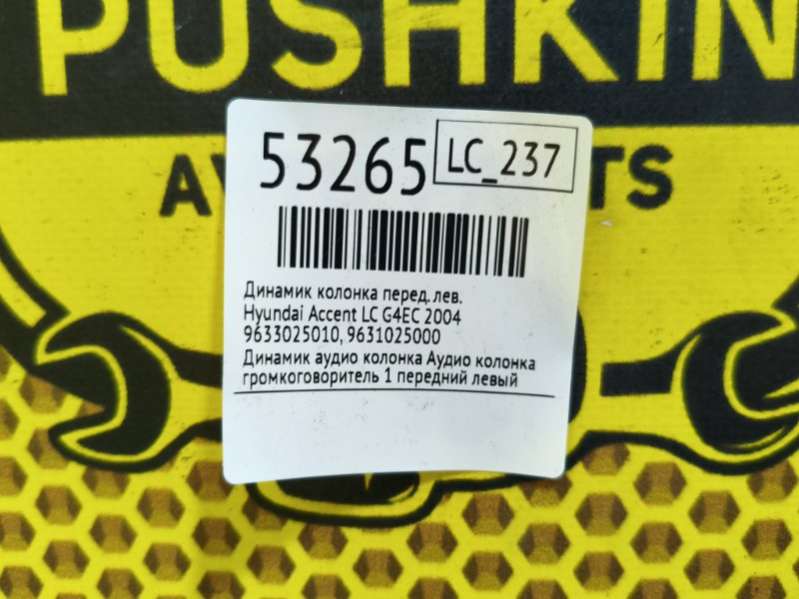 PUSHKIN
53265
LC_237
Динамик колонка перед. лев.
Hyundai Accent LC G4EC 2004
9633025010, 9631025000
Динамик аудио колонка Аудио колонка
громкоговоритель 1 передний левый